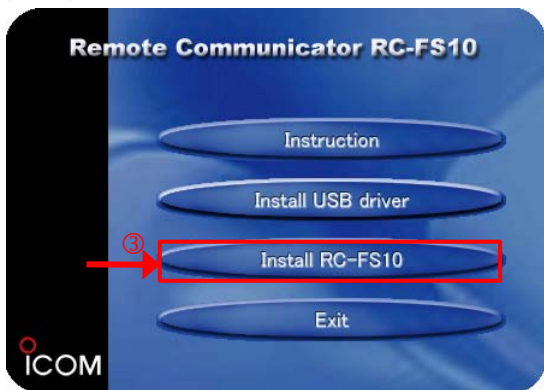 Remote Communicator RC-FS10
Instruction
Install USB driver
③
Install RC-FS10
Exit
ICOM